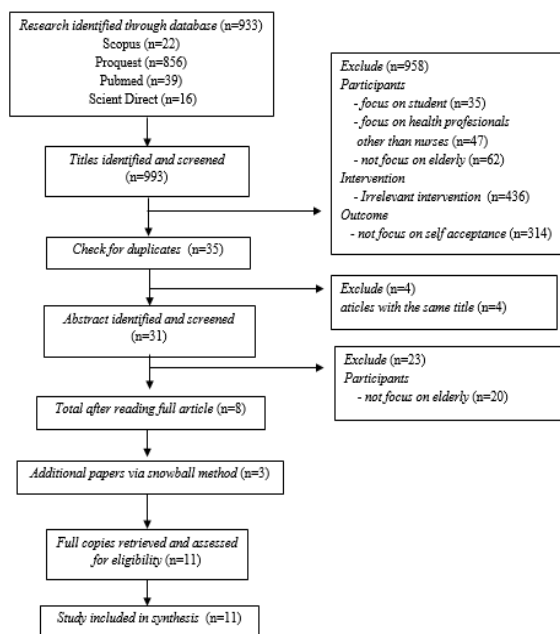 Research identified through database (n=933)
Scopus (n=22)
Proquest (n=856)
Pubmed (n=39)
Scient Direct (n=16)
Titles identified and screened
(n=993)
Exclude (n=958)
Participants
- focus on student (n=35)
- focus on health profesionals
other than nurses (n=47)
- not focus on elderly (n=62)
Intervention
- Irrelevant intervention (n=436)
Outcome
- not focus on self acceptance (n=314)
Check for duplicates (n=35)
Exclude (n=4)
aticles with the same title (n=4)
Abstract identified and screened
(n=31)
Exclude (n=23)
Participants
- not focus on elderly (n=20)
Total after reading full article (n=8)
Additional papers via snowball method (n=3)
Full copies retrieved and assessed
for eligibility (n=11)
Study included in synthesis (n=11)